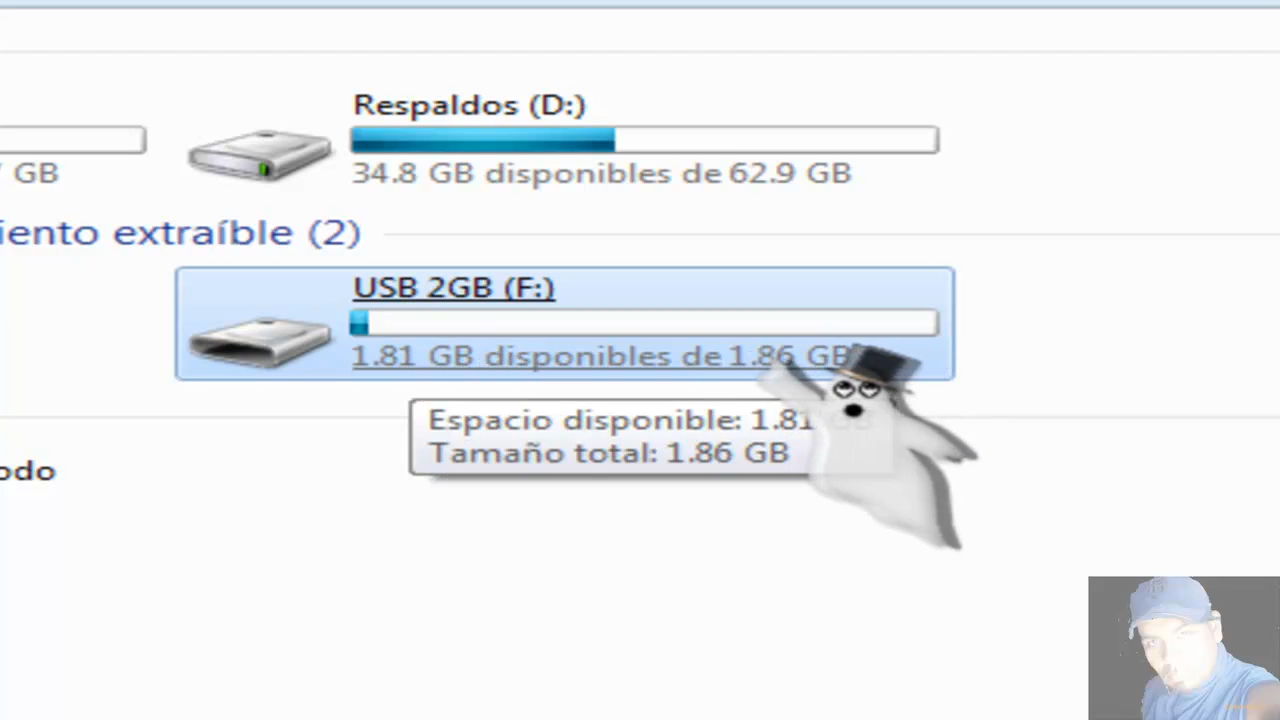 Respaldos (D:)
34.8 GB disponibles de 62.9 GB
GB
iento extraíble (2)
USB 2GB (F:)
1.81 GB disponibles de 1.86 GB
Espacio disponible: 1.81 GB
Tamaño total: 1.86 GB
odo